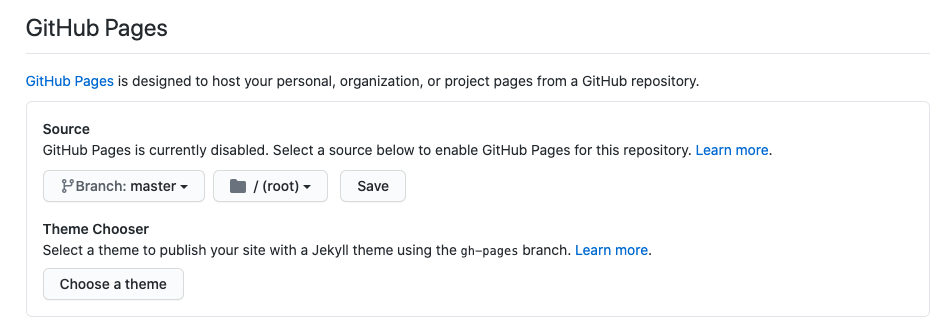 GitHub Pages
GitHub Pages is designed to host your personal, organization, or project pages from a GitHub repository.
Source
GitHub Pages is currently disabled. Select a source below to enable GitHub Pages for this repository. Learn more.
Branch: master / (root) Save
Theme Chooser
Select a theme to publish your site with a Jekyll theme using the gh-pages branch. Learn more.
Choose a theme